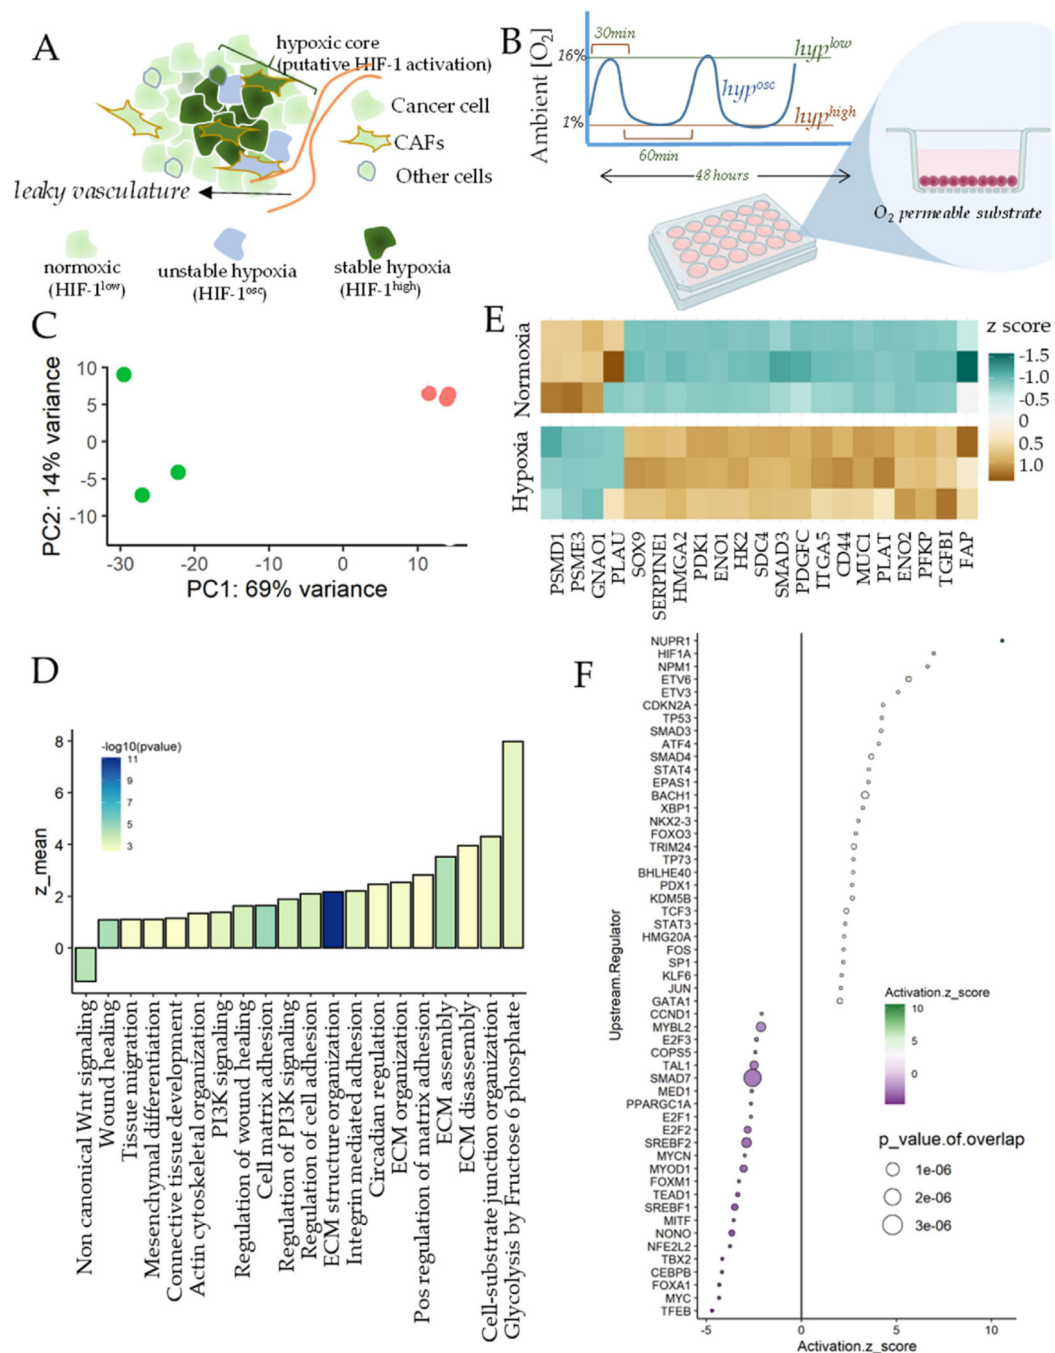 A
hypoxic core
(putative HIF-1 activation)
Cancer cell
CAFs
Other cells
leaky vasculature
normoxic
(HIF-1low)
unstable hypoxia
(HIF-1osc)
stable hypoxia
(HIF-1high)
B
Ambient [O2]
30min
16%
hyplow
hyposc
1%
hyphigh
60min
48 hours
O2 permeable substrate
C
PC2: 14% variance
10
5
0
-5
-10
-30
-20
-10
0
10
PC1: 69% variance
E
Normoxia
Hypoxia
z score
-1.5
-1.0
-0.5
0
0.5
1.0
PSMD1
PSME3
GNAO1
PLAU
SOX9
SERPINE1
HMGA2
PDK1
ENO1
HK2
SDC4
SMAD3
PDGFC
ITGA5
CD44
MUC1
PLAT
ENO2
PFKP
TGFBI
FAP
D
z_mean
8
6
4
2
0
-log10(pvalue)
11
9
7
5
3
Non canonical Wnt signaling
Wound healing
Tissue migration
Mesenchymal differentiation
Connective tissue development
Actin cytoskeletal organization
PI3K signaling
Regulation of wound healing
Cell matrix adhesion
Regulation of PI3K signaling
Regulation of cell adhesion
ECM structure organization
Integrin mediated adhesion
Circadian regulation
ECM organization
Pos regulation of matrix adhesion
ECM assembly
ECM disassembly
Cell-substrate junction organization
Glycolysis by Fructose 6 phosphate
F
Upstream.Regulator
NUPR1
HIF1A
NPM1
ETV6
ETV3
CDKN2A
TP53
SMAD3
ATF4
SMAD4
STAT4
EPAS1
BACH1
XBP1
NKX2-3
FOXO3
TRIM24
TP73
BHLHE40
PDX1
KDM5B
TCF3
STAT3
HMG20A
FOS
SP1
KLF6
JUN
GATA1
CCND1
MYBL2
E2F3
COPS5
TAL1
SMAD7
MED1
PPARGC1A
E2F1
E2F2
SREBF2
MYCN
MYOD1
FOXM1
TEAD1
SREBF1
MITF
NONO
NFE2L2
TBX2
CEBPB
FOXA1
MYC
TFEB
-5
0
5
10
Activation.z_score
Activation.z_score
10
5
0
p_value.of.overlap
1e-06
2e-06
3e-06